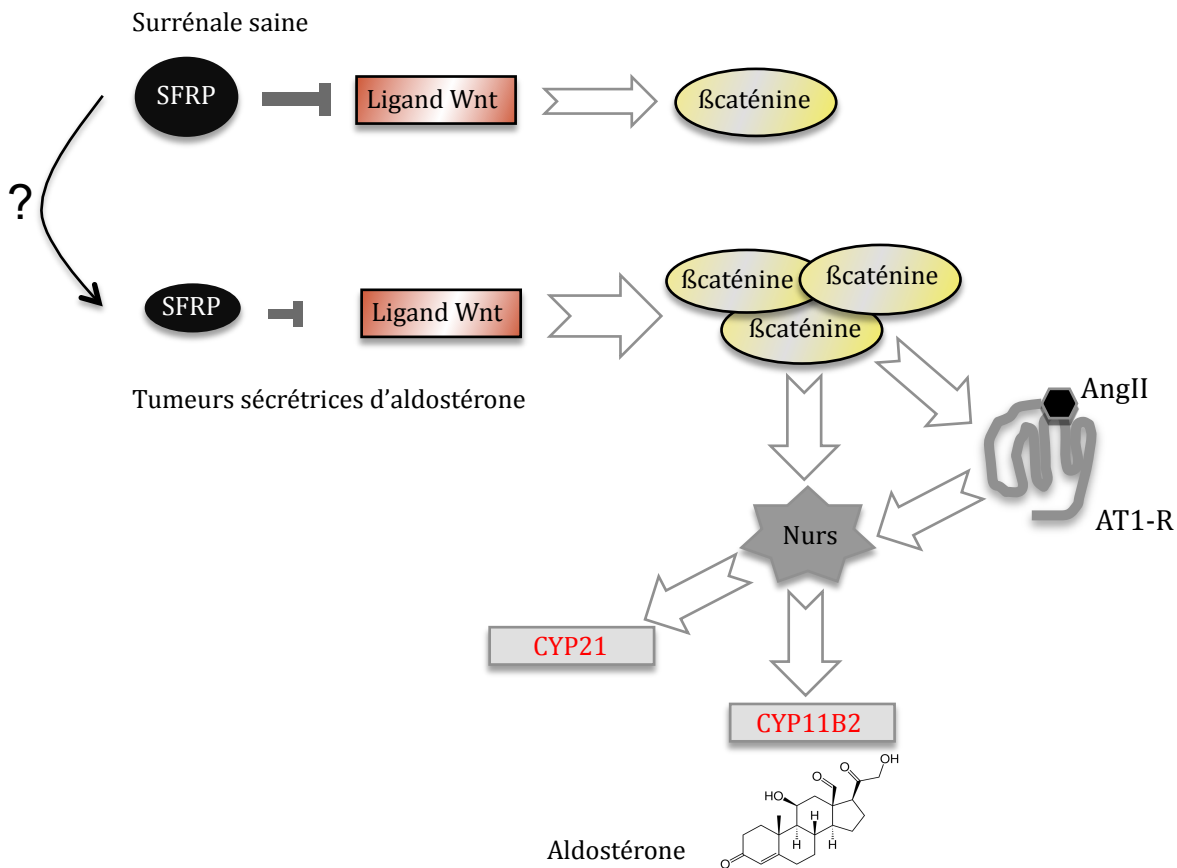 Surrénale saine
SFRP
Ligand Wnt
ßcaténine
?
SFRP
Ligand Wnt
ßcaténine
ßcaténine
ßcaténine
Tumeurs sécrétrices d'aldostérone
AngII
AT1-R
Nurs
CYP21
CYP11B2
OH
O
O
HO
H
H
H
O
Aldostérone